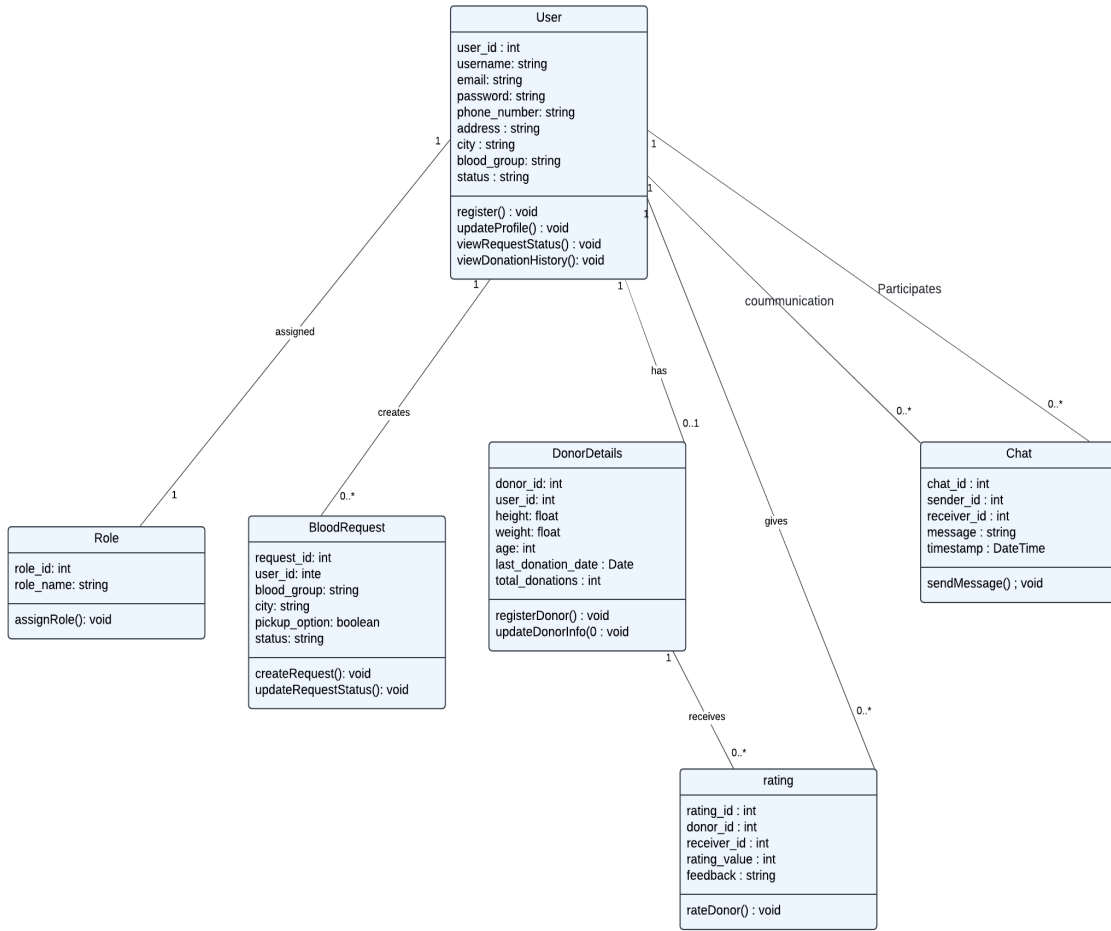 User
user_id : int
username: string
email: string
password: string
phone_number: string
address : string
city : string
blood_group: string
status : string
register() : void
updateProfile() : void
viewRequestStatus() : void
viewDonationHistory(): void
1
1
1
1
1
1
assigned
creates
has
gives
coummunication
Participates
1
0..*
0..1
0..*
0..*
0..*
Role
role_id: int
role_name: string
assignRole(): void
BloodRequest
request_id: int
user_id: inte
blood_group: string
city: string
pickup_option: boolean
status: string
createRequest(): void
updateRequestStatus(): void
DonorDetails
donor_id: int
user_id: int
height: float
weight: float
age: int
last_donation_date : Date
total_donations : int
registerDonor() : void
updateDonorInfo(0 : void
Chat
chat_id : int
sender_id : int
receiver_id : int
message : string
timestamp : DateTime
sendMessage() ; void
1
receives
0..*
rating
rating_id : int
donor_id : int
receiver_id : int
rating_value : int
feedback : string
rateDonor() : void